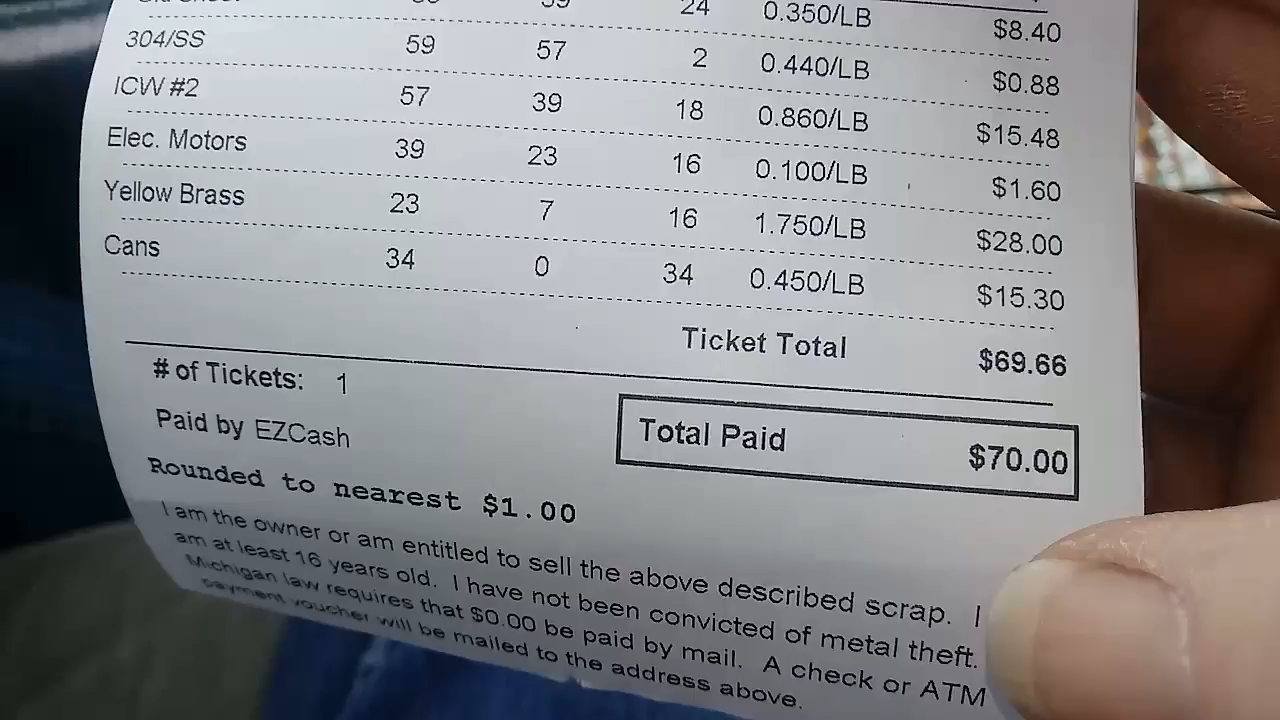 24 0.350/LB $8.40
304/SS 59 57 2 0.440/LB $0.88
ICW #2 57 39 18 0.860/LB $15.48
Elec. Motors 39 23 16 0.100/LB $1.60
Yellow Brass 23 7 16 1.750/LB $28.00
Cans 34 0 34 0.450/LB $15.30
Ticket Total $69.66
# of Tickets: 1
Paid by EZCash
Total Paid $70.00
Rounded to nearest $1.00
I am the owner or am entitled to sell the above described scrap. I
am at least 16 years old. I have not been convicted of metal theft.
Michigan law requires that $0.00 be paid by mail. A check or ATM
payment voucher will be mailed to the address above.